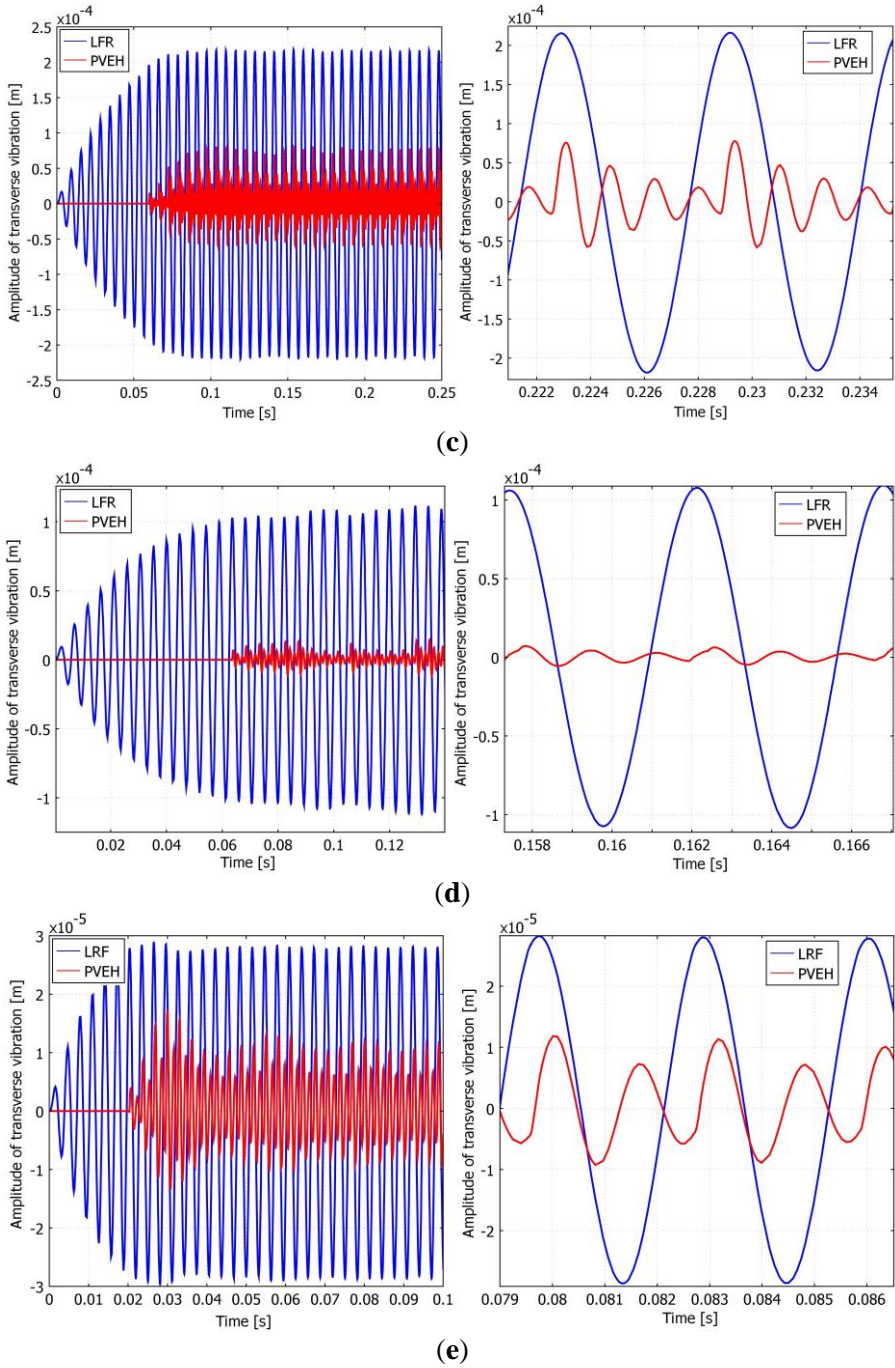 x10-4
LFR
PVEH
Amplitude of transverse vibration [m]
2.5
2
1.5
1
0.5
0
-0.5
-1
-1.5
-2
-2.5
0 0.05 0.1 0.15 0.2 0.25
Time [s]
x10-4
LFR
PVEH
Amplitude of transverse vibration [m]
2
1.5
1
0.5
0
-0.5
-1
-1.5
-2
0.222 0.224 0.226 0.228 0.23 0.232 0.234
Time [s]
(c)
x10-4
LFR
PVEH
Amplitude of transverse vibration [m]
1
0.5
0
-0.5
-1
0.02 0.04 0.06 0.08 0.1 0.12
Time [s]
x10-4
LFR
PVEH
Amplitude of transverse vibration [m]
1
0.5
0
-0.5
-1
0.158 0.16 0.162 0.164 0.166
Time [s]
(d)
x10-5
LRF
PVEH
Amplitude of transverse vibration [m]
3
2
1
0
-1
-2
-3
0 0.01 0.02 0.03 0.04 0.05 0.06 0.07 0.08 0.09 0.1
Time [s]
x10-5
LRF
PVEH
Amplitude of transverse vibration [m]
2
1
0
-1
-2
0.079 0.08 0.081 0.082 0.083 0.084 0.085 0.086
Time [s]
(e)